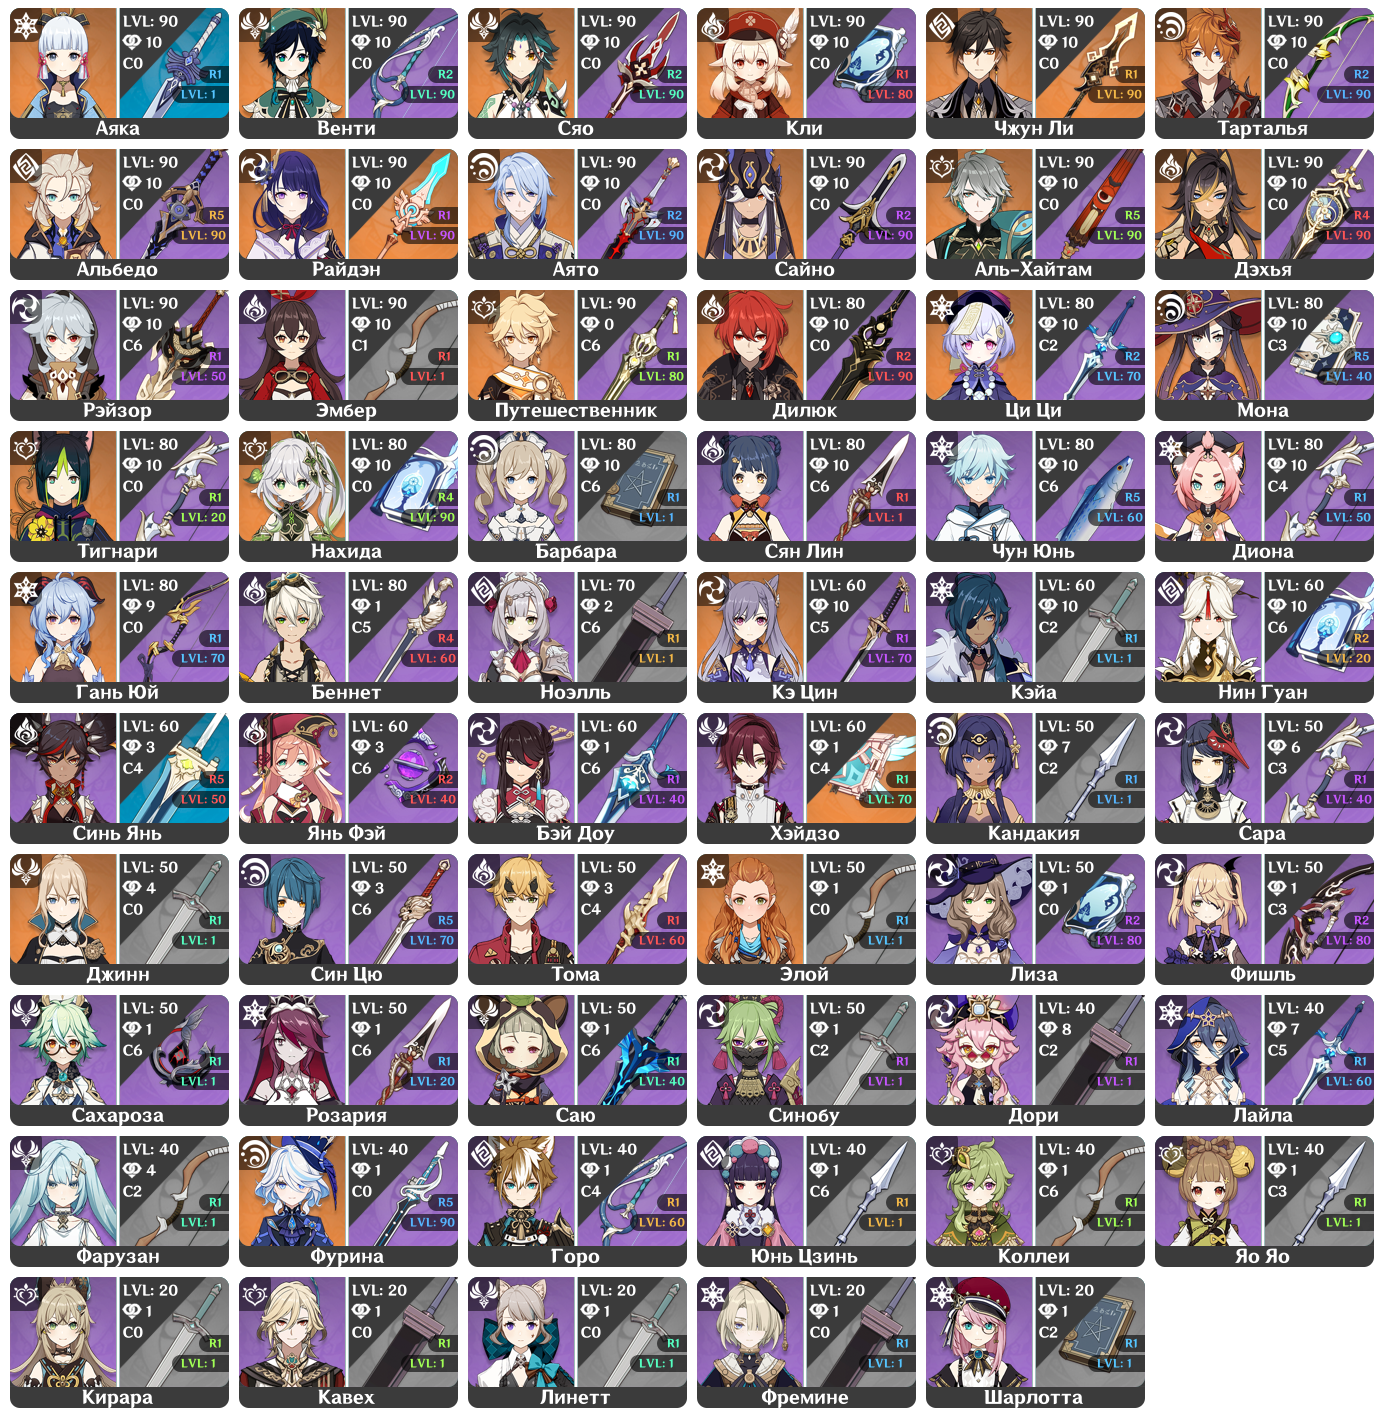 LVL: 90
10
C0
R1
LVL: 1
Аяка
LVL: 90
10
C0
R2
LVL: 90
Венти
LVL: 90
10
C0
R2
LVL: 90
Сяо
LVL: 90
10
C0
R1
LVL: 80
Кли
LVL: 90
10
C0
R1
LVL: 90
Чжун Ли
LVL: 90
10
C0
R2
LVL: 90
Тарталья
LVL: 90
10
C0
R5
LVL: 90
Альбедо
LVL: 90
10
C0
R1
LVL: 90
Райдэн
LVL: 90
10
C0
R2
LVL: 90
Аято
LVL: 90
10
C0
R2
LVL: 90
Сайно
LVL: 90
10
C0
R5
LVL: 90
Аль-Хайтам
LVL: 90
10
C0
R4
LVL: 90
Дэхья
LVL: 90
10
C6
R1
LVL: 50
Рэйзор
LVL: 90
10
C1
R1
LVL: 1
Эмбер
LVL: 90
0
C6
R1
LVL: 80
Путешественник
LVL: 80
10
C0
R2
LVL: 90
Дилюк
LVL: 80
10
C2
R2
LVL: 70
Ци Ци
LVL: 80
10
C3
R5
LVL: 40
Мона
LVL: 80
10
C0
R1
LVL: 20
Тигнари
LVL: 80
10
C0
R4
LVL: 90
Нахида
LVL: 80
10
C6
R1
LVL: 1
Барбара
LVL: 80
10
C6
R1
LVL: 1
Сян Лин
LVL: 80
10
C6
R5
LVL: 60
Чун Юнь
LVL: 80
10
C4
R1
LVL: 50
Диона
LVL: 80
9
C0
R1
LVL: 70
Гань Юй
LVL: 80
1
C5
R4
LVL: 60
Беннет
LVL: 70
2
C6
R1
LVL: 1
Ноэлль
LVL: 60
10
C5
R1
LVL: 70
Кэ Цин
LVL: 60
10
C2
R1
LVL: 1
Кэйа
LVL: 60
10
C6
R2
LVL: 20
Нин Гуан
LVL: 60
3
C4
R5
LVL: 50
Синь Янь
LVL: 60
3
C6
R2
LVL: 40
Янь Фэй
LVL: 60
1
C6
R1
LVL: 40
Бэй Доу
LVL: 60
1
C4
R1
LVL: 70
Хэйдзо
LVL: 50
7
C2
R1
LVL: 1
Кандакия
LVL: 50
6
C3
R1
LVL: 40
Сара
LVL: 50
4
C0
R1
LVL: 1
Джинн
LVL: 50
3
C6
R5
LVL: 70
Син Цю
LVL: 50
3
C4
R1
LVL: 60
Тома
LVL: 50
1
C0
R1
LVL: 1
Элой
LVL: 50
1
C0
R2
LVL: 80
Лиза
LVL: 50
1
C3
R2
LVL: 80
Фишль
LVL: 50
1
C6
R1
LVL: 1
Сахароза
LVL: 50
1
C6
R1
LVL: 20
Розария
LVL: 50
1
C6
R1
LVL: 40
Саю
LVL: 50
1
C2
R1
LVL: 1
Синобу
LVL: 40
8
C2
R1
LVL: 1
Дори
LVL: 40
7
C5
R1
LVL: 60
Лайла
LVL: 40
4
C2
R1
LVL: 1
Фарузан
LVL: 40
1
C0
R5
LVL: 90
Фурина
LVL: 40
1
C4
R1
LVL: 60
Горо
LVL: 40
1
C6
R1
LVL: 1
Юнь Цзинь
LVL: 40
1
C6
R1
LVL: 1
Коллеи
LVL: 40
1
C3
R1
LVL: 1
Яо Яо
LVL: 20
1
C0
R1
LVL: 1
Кирара
LVL: 20
1
C0
R1
LVL: 1
Кавех
LVL: 20
1
C0
R1
LVL: 1
Линетт
LVL: 20
1
C0
R1
LVL: 1
Фремине
LVL: 20
1
C2
R1
LVL: 1
Шарлотта